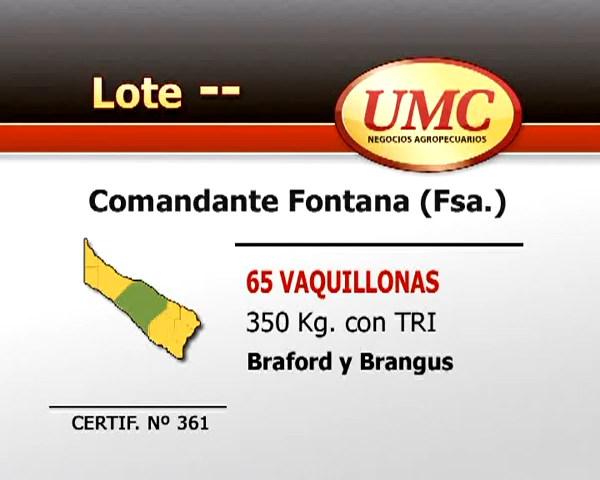 Lote --
UMC
NEGOCIOS AGROPECUARIOS
Comandante Fontana (Fsa.)
65 VAQUILLONAS
350 Kg. con TRI
Braford y Brangus
CERTIF. Nº 361